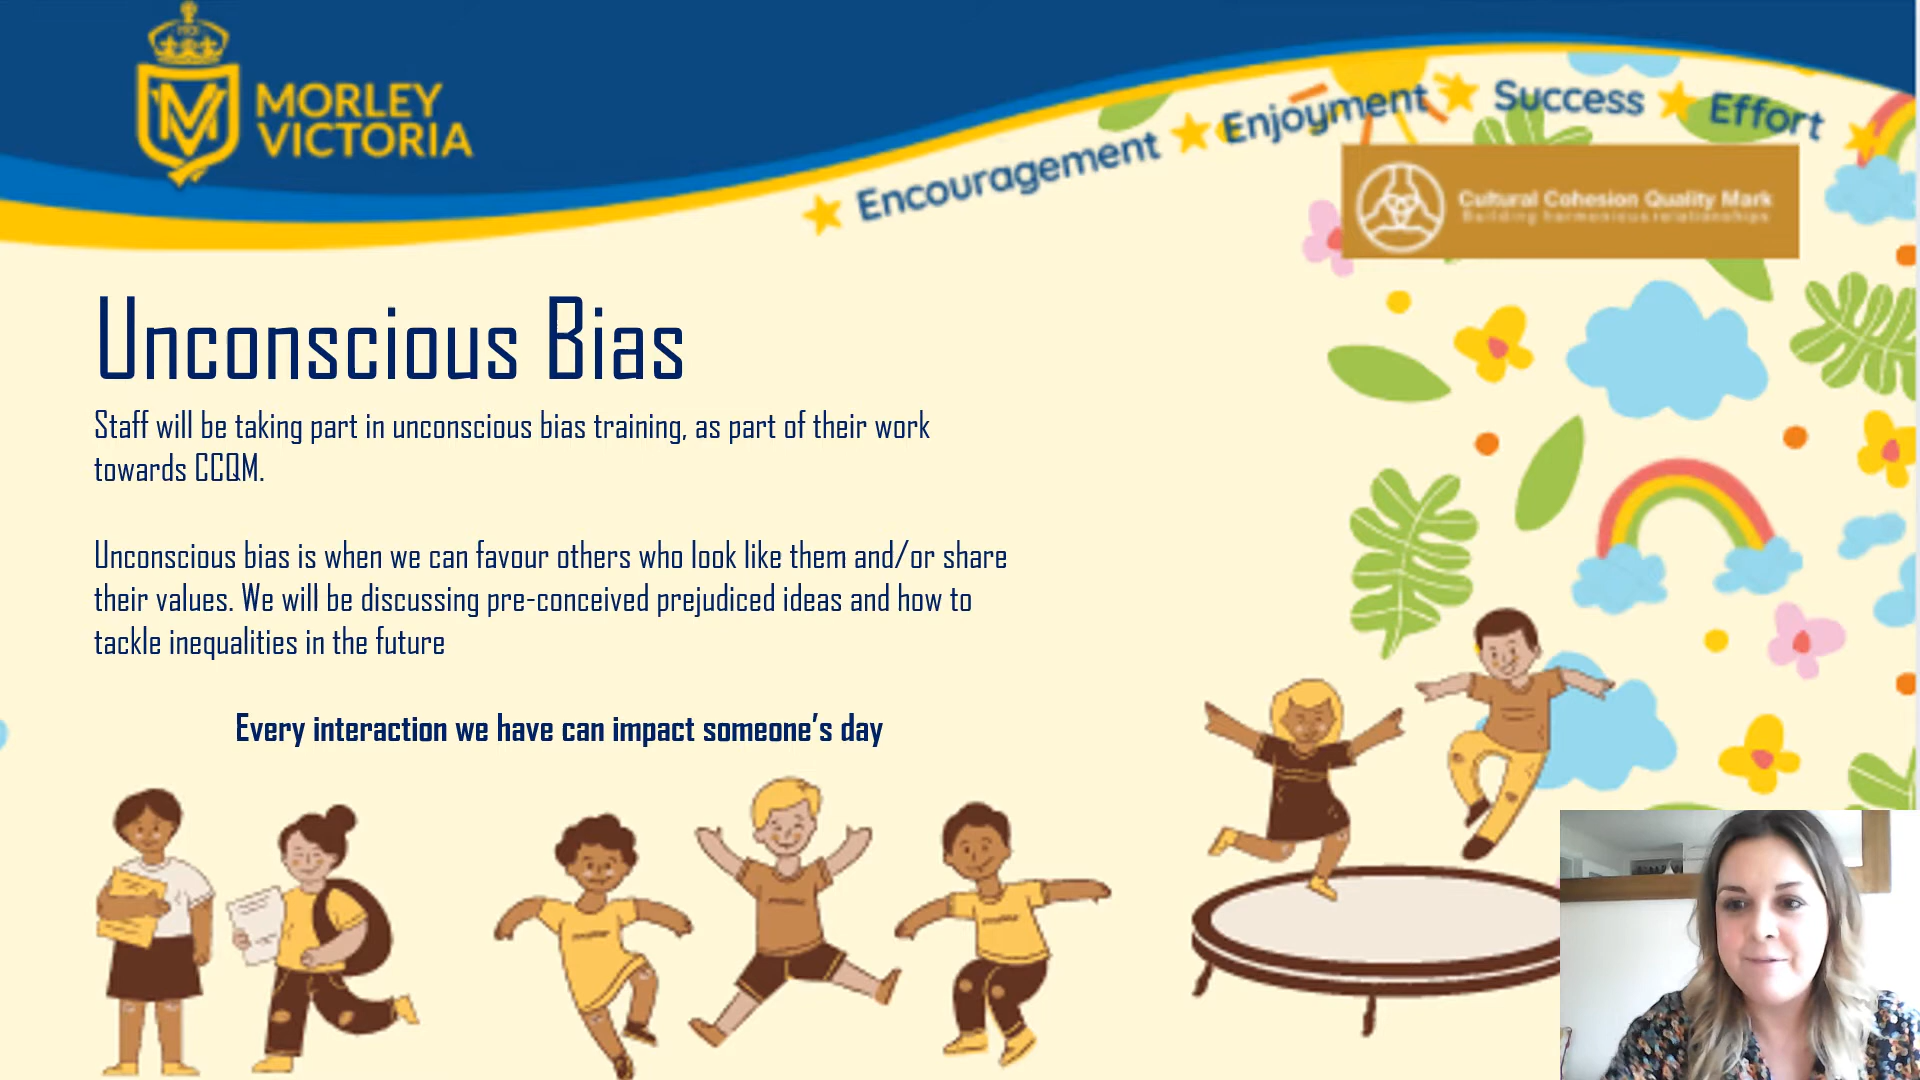 MORLEY
VICTORIA
Encouragement Enjoyment Success Effort
Cultural Cohesion Quality Mark
Building harmonious relationships
Unconscious Bias
Staff will be taking part in unconscious bias training, as part of their work
towards CCQM.
Unconscious bias is when we can favour others who look like them and/or share
their values. We will be discussing pre-conceived prejudiced ideas and how to
tackle inequalities in the future
Every interaction we have can impact someone’s day